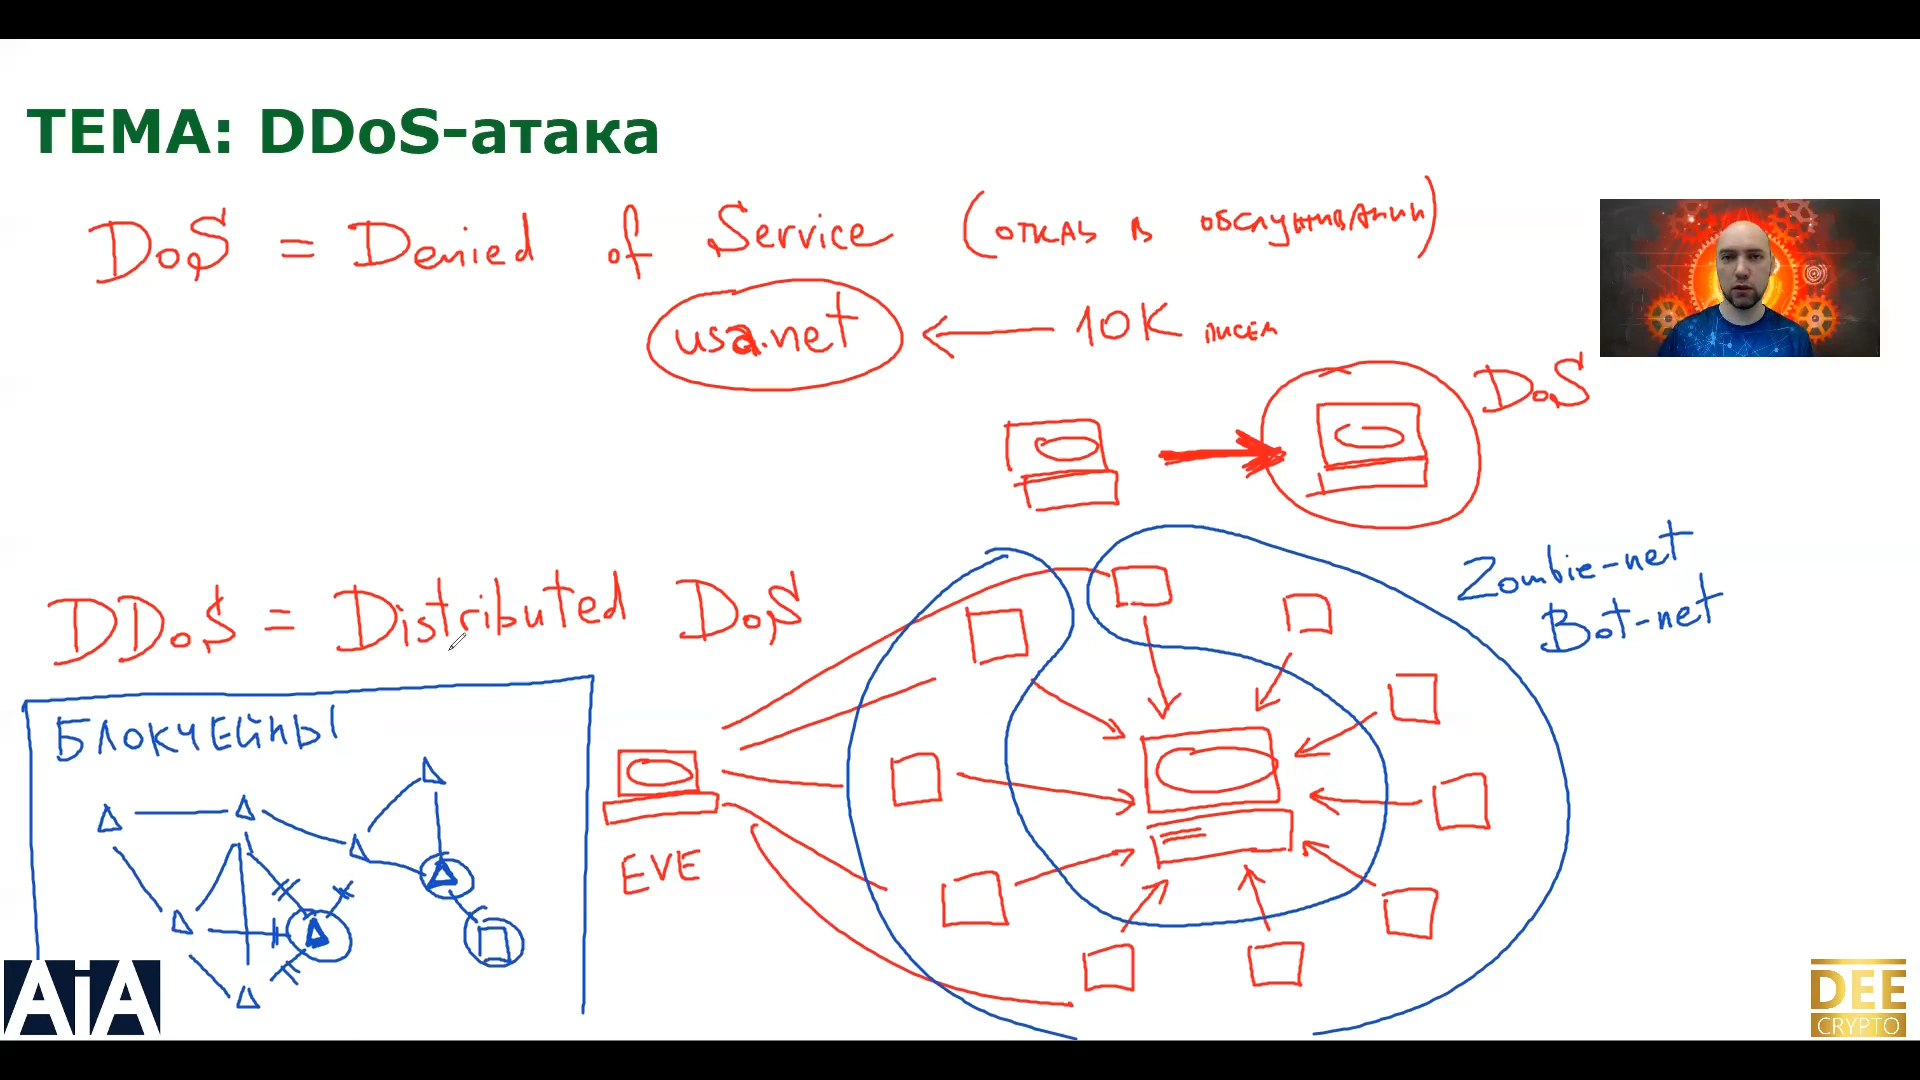 ТЕМА: DDoS-атака
DoS = Denied of Service (отказ в обслуживании)
usa.net ← 10K писем
DoS
Zombie-net
Bot-net
DDoS = Distributed DoS
БЛОКЧЕЙНЫ
EVE
AiA
DEE
CRYPTO